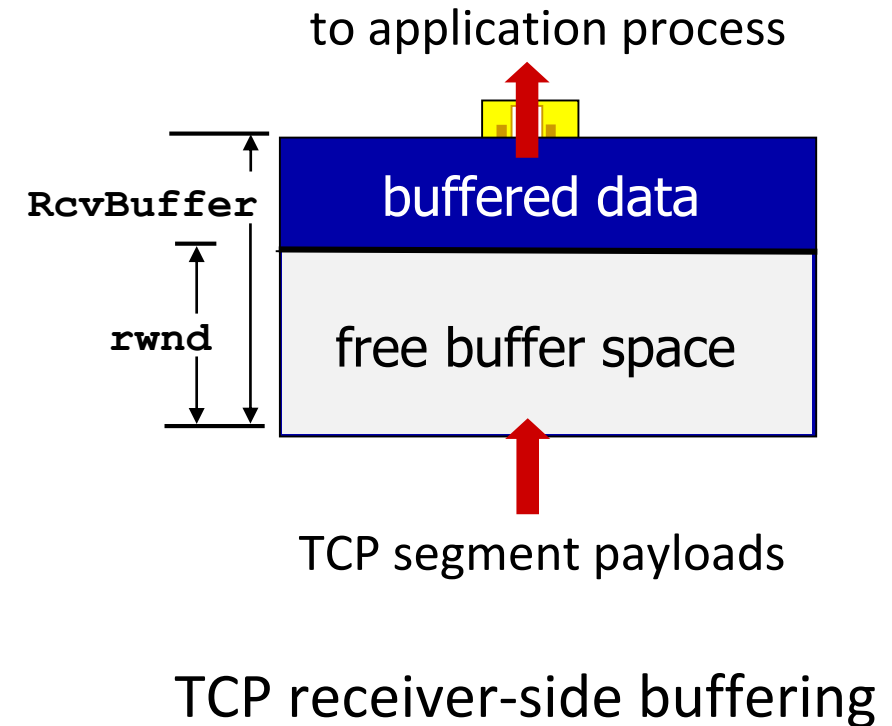 to application process
buffered data
RcvBuffer
rwnd
free buffer space
TCP segment payloads
TCP receiver-side buffering